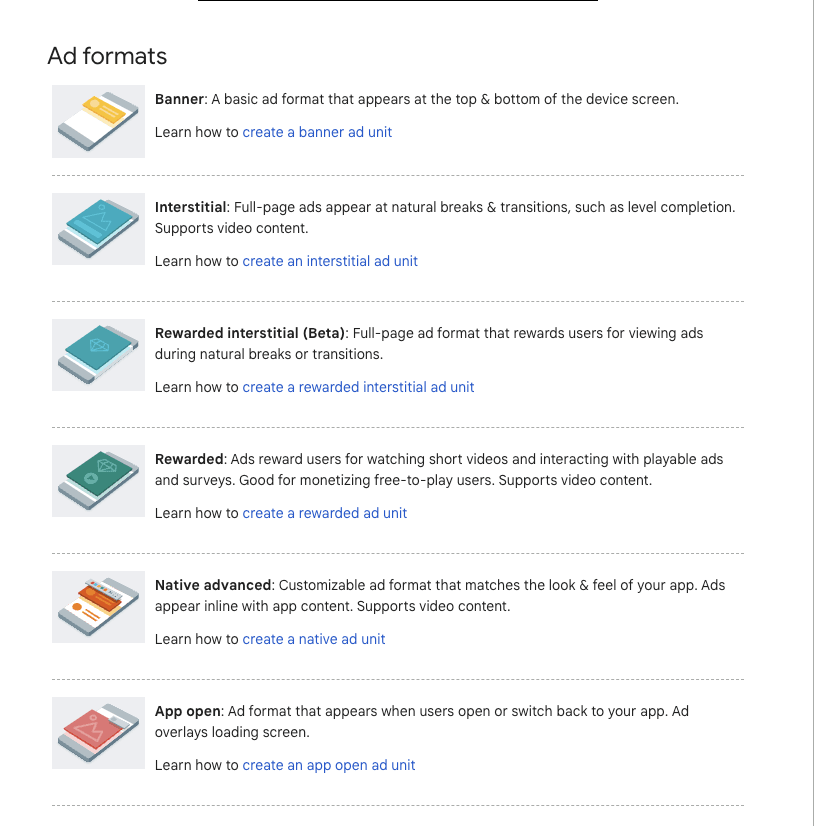 Ad formats
Banner: A basic ad format that appears at the top & bottom of the device screen.
Learn how to create a banner ad unit
Interstitial: Full-page ads appear at natural breaks & transitions, such as level completion.
Supports video content.
Learn how to create an interstitial ad unit
Rewarded interstitial (Beta): Full-page ad format that rewards users for viewing ads
during natural breaks or transitions.
Learn how to create a rewarded interstitial ad unit
Rewarded: Ads reward users for watching short videos and interacting with playable ads
and surveys. Good for monetizing free-to-play users. Supports video content.
Learn how to create a rewarded ad unit
Native advanced: Customizable ad format that matches the look & feel of your app. Ads
appear inline with app content. Supports video content.
Learn how to create a native ad unit
App open: Ad format that appears when users open or switch back to your app. Ad
overlays loading screen.
Learn how to create an app open ad unit